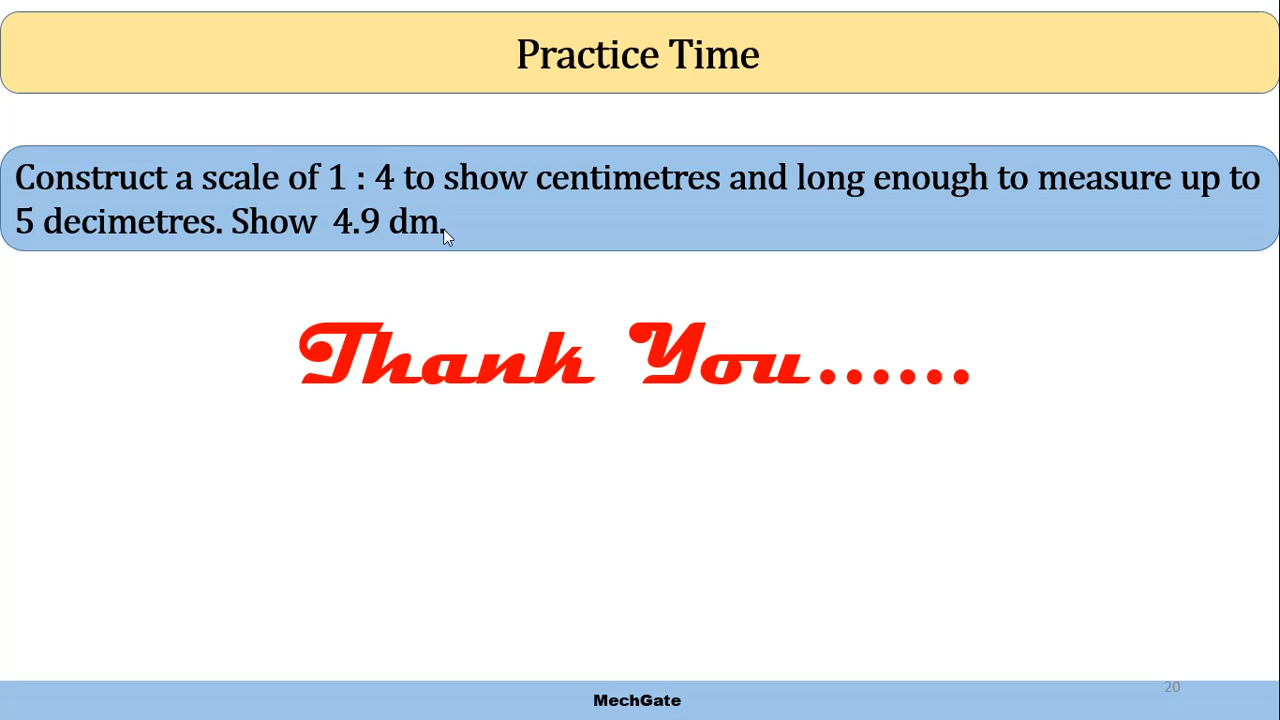 Practice Time
Construct a scale of 1 : 4 to show centimetres and long enough to measure up to
5 decimetres. Show 4.9 dm.
Thank You......
MechGate
20